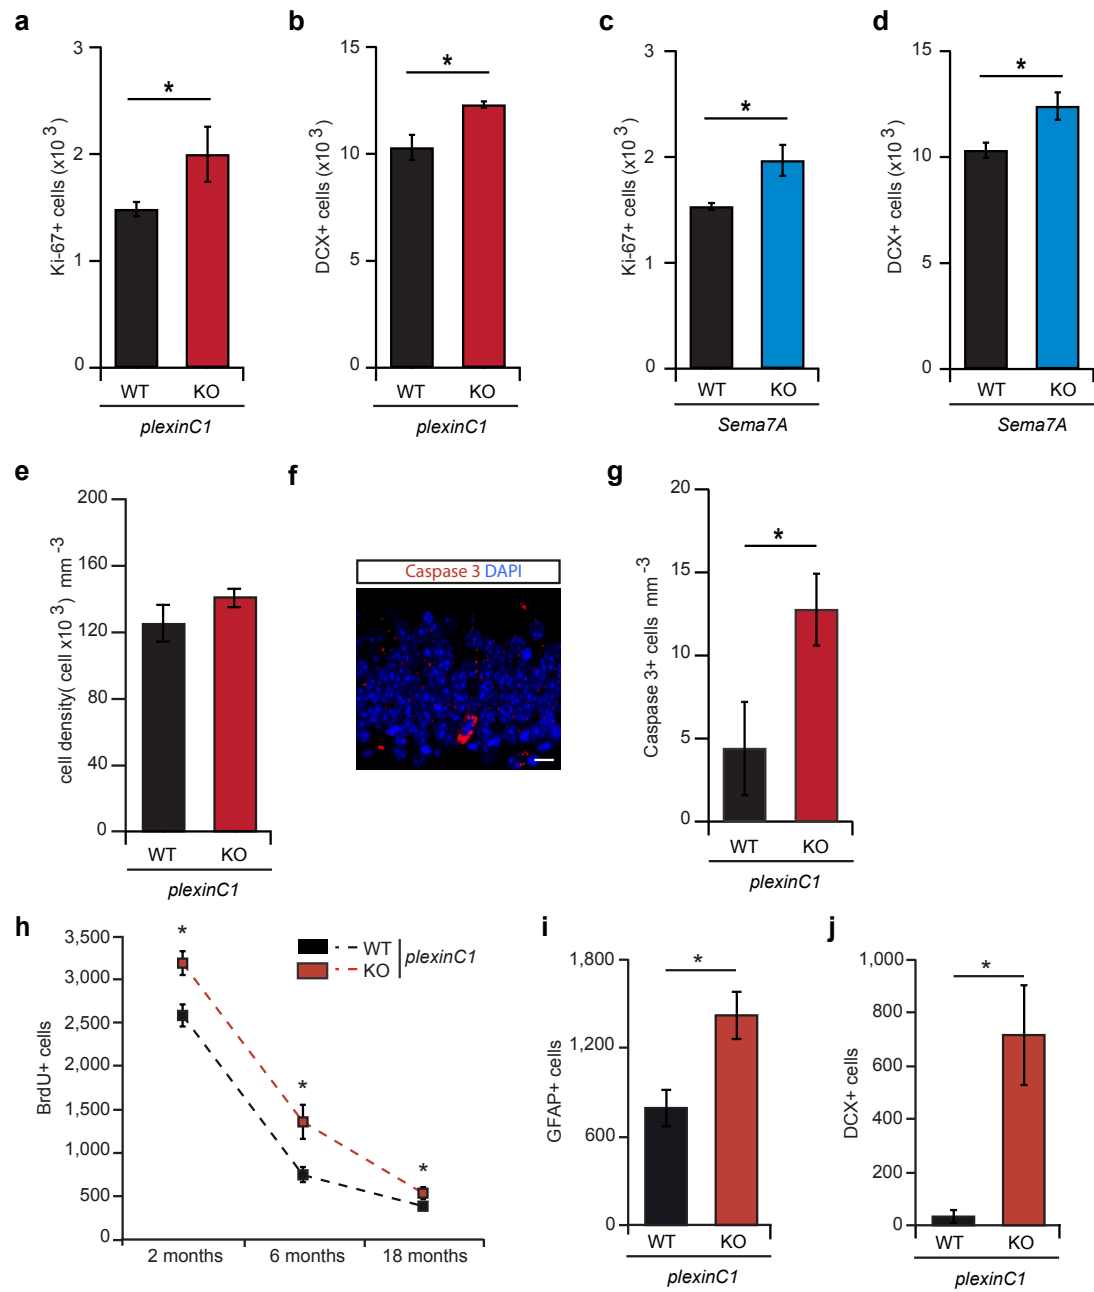 a
b
c
d
3
2
1
0
Ki-67+ cells (x10 3 )
*
WT KO
plexinC1
15
10
5
0
DCX+ cells (x10 3 )
*
WT KO
plexinC1
3
2
1
0
Ki-67+ cells (x10 3 )
*
WT KO
Sema7A
15
10
5
0
DCX+ cells (x10 3 )
*
WT KO
Sema7A
e
f
g
200
160
120
80
40
0
cell density( cell x10 3 ) mm -3
WT KO
plexinC1
Caspase 3 DAPI
20
15
10
5
0
Caspase 3+ cells mm -3
*
WT KO
plexinC1
h
i
j
3,500
3,000
2,500
2,000
1,500
1,000
500
0
BrdU+ cells
*
*
*
WT
KO
plexinC1
2 months 6 months 18 months
1,800
1,200
600
0
GFAP+ cells
*
WT KO
plexinC1
1,000
800
600
400
200
0
DCX+ cells
*
WT KO
plexinC1